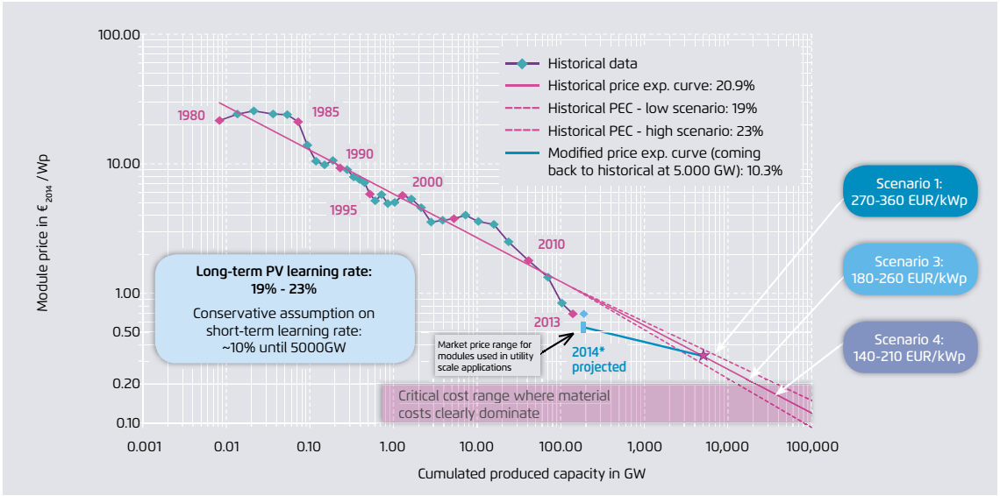 100.00
10.00
1.00
0.50
0.20
0.10
Module price in €2014 /Wp
0.001
0.01
0.10
1.00
10.00
100.00
1,000
10,000
100,000
Cumulated produced capacity in GW
Historical data
Historical price exp. curve: 20.9%
Historical PEC - low scenario: 19%
Historical PEC - high scenario: 23%
Modified price exp. curve (coming
back to historical at 5.000 GW): 10.3%
1980
1985
1990
1995
2000
2010
2013
2014*
projected
Long-term PV learning rate:
19% - 23%
Conservative assumption on
short-term learning rate:
~10% until 5000GW
Market price range for
modules used in utility
scale applications
Critical cost range where material
costs clearly dominate
Scenario 1:
270-360 EUR/kWp
Scenario 3:
180-260 EUR/kWp
Scenario 4:
140-210 EUR/kWp